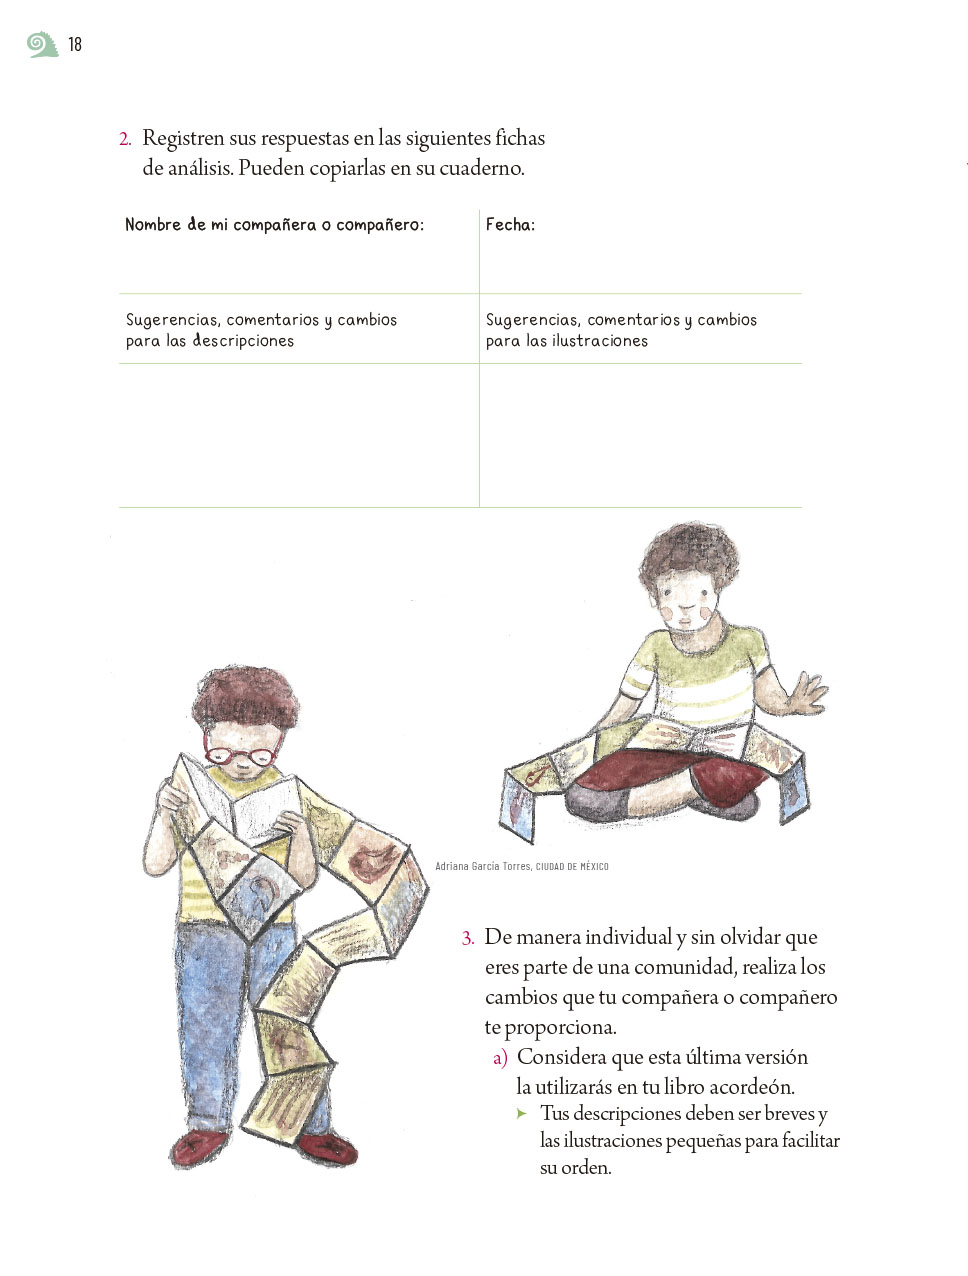 18
2. Registren sus respuestas en las siguientes fichas
de análisis. Pueden copiarlas en su cuaderno.
Nombre de mi compañera o compañero:
Fecha:
Sugerencias, comentarios y cambios
para las descripciones
Sugerencias, comentarios y cambios
para las ilustraciones
Adriana García Torres, CIUDAD DE MÉXICO
3. De manera individual y sin olvidar que
eres parte de una comunidad, realiza los
cambios que tu compañera o compañero
te proporciona.
a) Considera que esta última versión
la utilizarás en tu libro acordeón.
➤ Tus descripciones deben ser breves y
las ilustraciones pequeñas para facilitar
su orden.